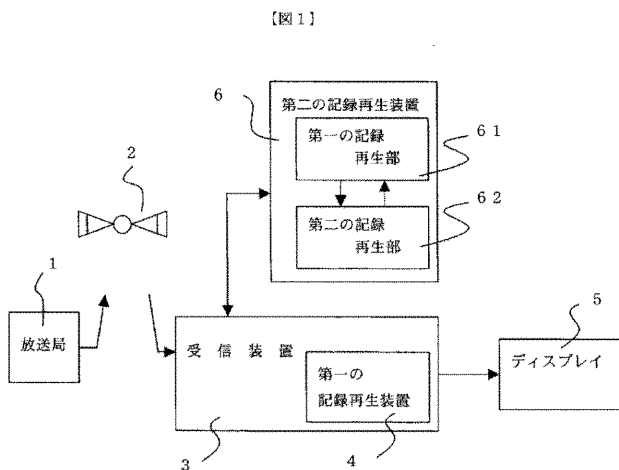 【図１】
6
第二の記録再生装置
第一の記録
再生部
６１
第二の記録
再生部
６２
2
1
放送局
受　信　装　置
第一の
記録再生装置
3
4
5
ディスプレイ